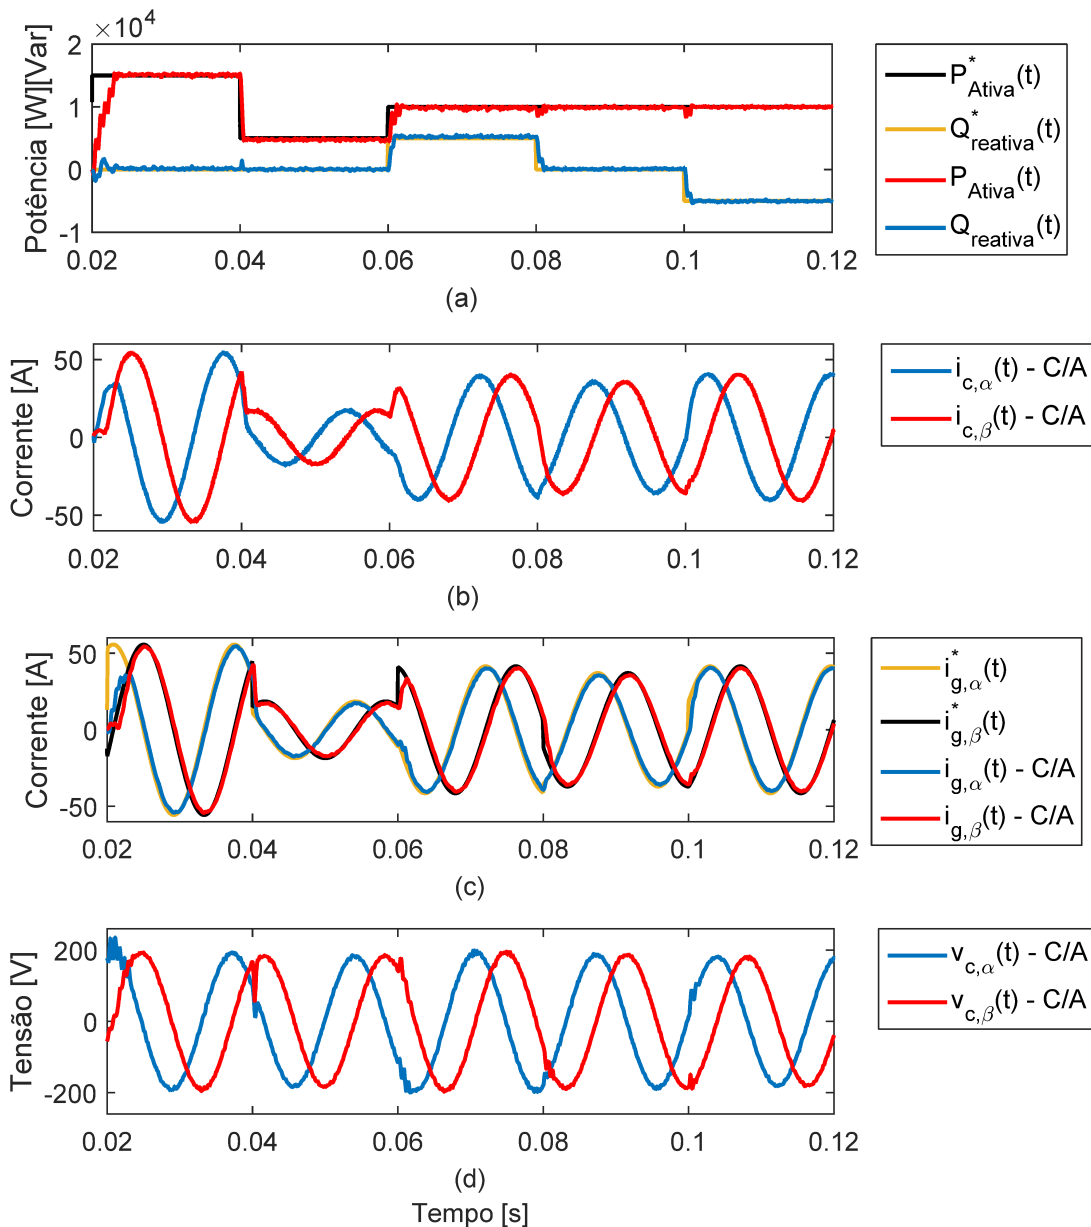 ×10⁴
2
1
0
-1
Potência [W][Var]
0.02 0.04 0.06 0.08 0.1 0.12
(a)
P*Ativa(t)
Q*reativa(t)
PAtiva(t)
Qreativa(t)
50
0
-50
Corrente [A]
0.02 0.04 0.06 0.08 0.1 0.12
(b)
ic,α(t) - C/A
ic,β(t) - C/A
50
0
-50
Corrente [A]
0.02 0.04 0.06 0.08 0.1 0.12
(c)
i*g,α(t)
i*g,β(t)
ig,α(t) - C/A
ig,β(t) - C/A
200
0
-200
Tensão [V]
0.02 0.04 0.06 0.08 0.1 0.12
(d)
Tempo [s]
vc,α(t) - C/A
vc,β(t) - C/A